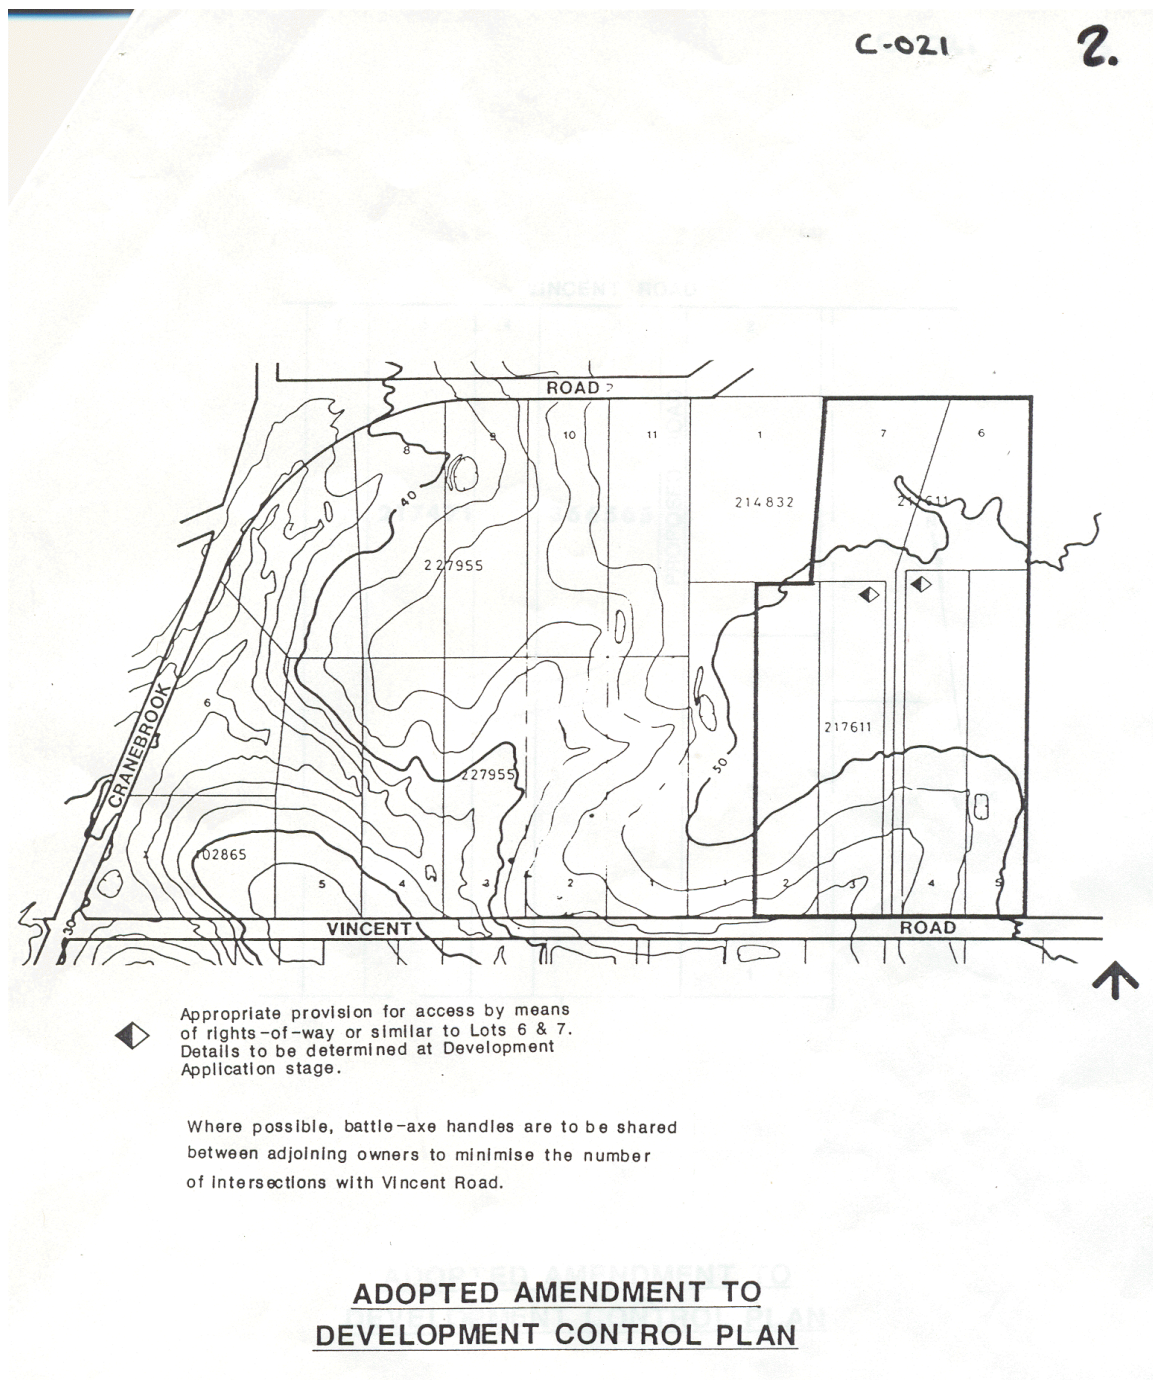 C-021
2.
ROAD ?
8
9
10
11
1
7
6
40
214832
227955
217611
6
CRANEBROOK
227955
50
217611
102865
5
4
3
2
1
1
2
3
4
5
30
VINCENT
ROAD
Appropriate provision for access by means
of rights-of-way or similar to Lots 6 & 7.
Details to be determined at Development
Application stage.
Where possible, battle-axe handles are to be shared
between adjoining owners to minimise the number
of intersections with Vincent Road.
ADOPTED AMENDMENT TO
DEVELOPMENT CONTROL PLAN